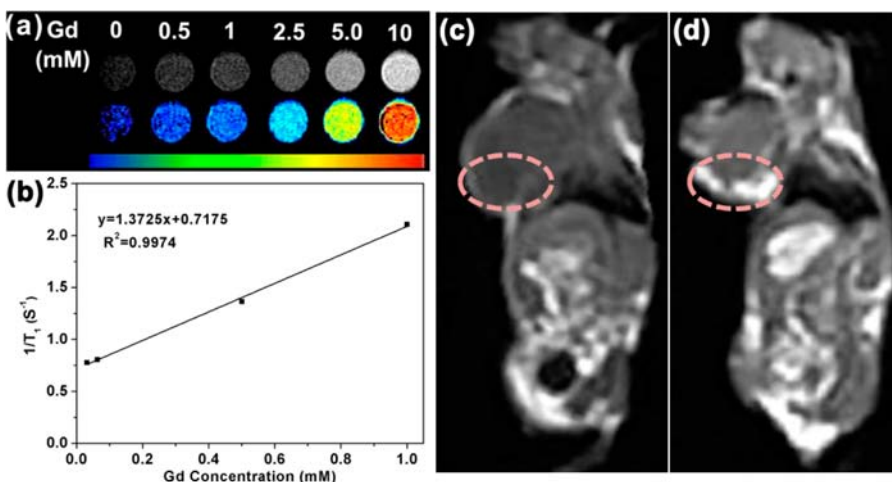 (a) Gd 0 0.5 1 2.5 5.0 10
(mM)
(b)
y=1.3725x+0.7175
R²=0.9974
1/T₁ (S⁻¹)
2.5
2.0
1.5
1.0
0.5
0.0
0.0 0.2 0.4 0.6 0.8 1.0
Gd Concentration (mM)
(c)
(d)